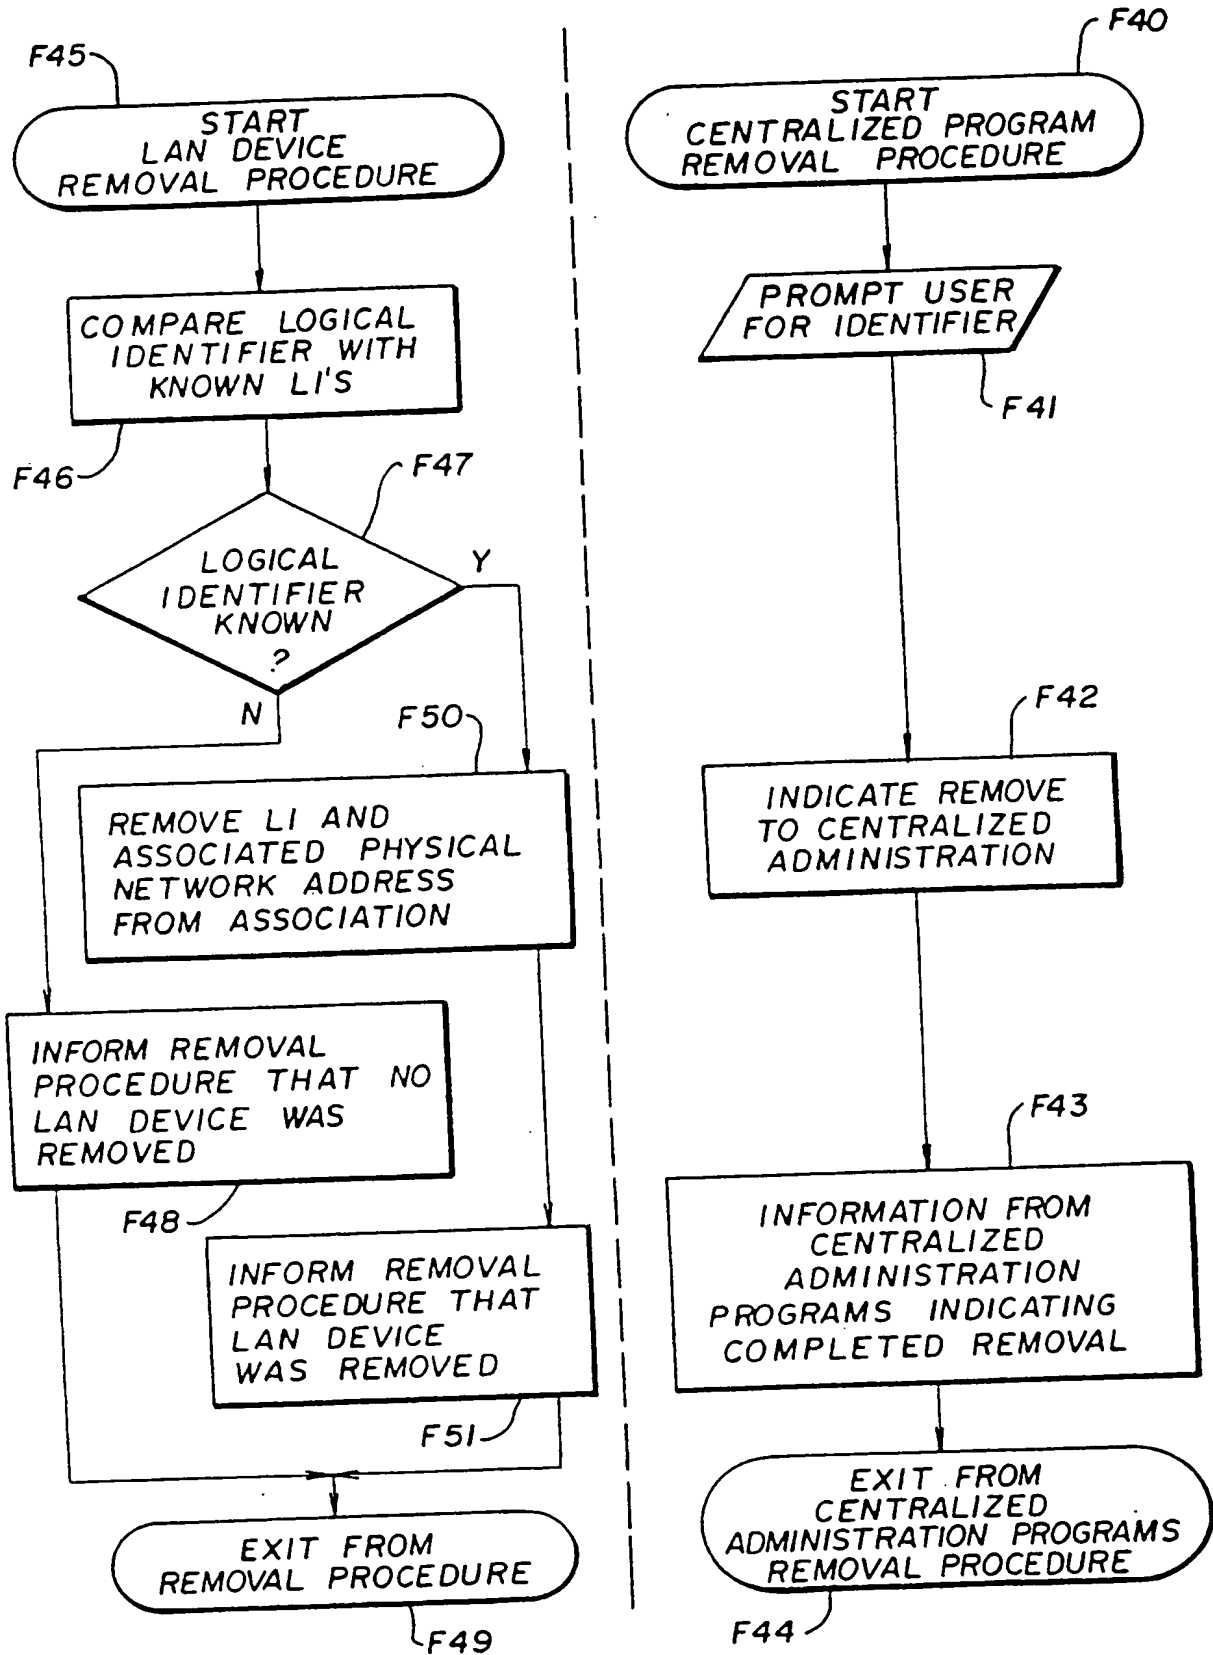 F45
START
LAN DEVICE
REMOVAL PROCEDURE
COMPARE LOGICAL
IDENTIFIER WITH
KNOWN LI'S
F46
F47
LOGICAL
IDENTIFIER
KNOWN
?
Y
N
F50
REMOVE LI AND
ASSOCIATED PHYSICAL
NETWORK ADDRESS
FROM ASSOCIATION
INFORM REMOVAL
PROCEDURE THAT NO
LAN DEVICE WAS
REMOVED
F48
INFORM REMOVAL
PROCEDURE THAT
LAN DEVICE
WAS REMOVED
F51
EXIT FROM
REMOVAL PROCEDURE
F49
F40
START
CENTRALIZED PROGRAM
REMOVAL PROCEDURE
PROMPT USER
FOR IDENTIFIER
F41
F42
INDICATE REMOVE
TO CENTRALIZED
ADMINISTRATION
F43
INFORMATION FROM
CENTRALIZED
ADMINISTRATION
PROGRAMS INDICATING
COMPLETED REMOVAL
EXIT FROM
CENTRALIZED
ADMINISTRATION PROGRAMS
REMOVAL PROCEDURE
F44